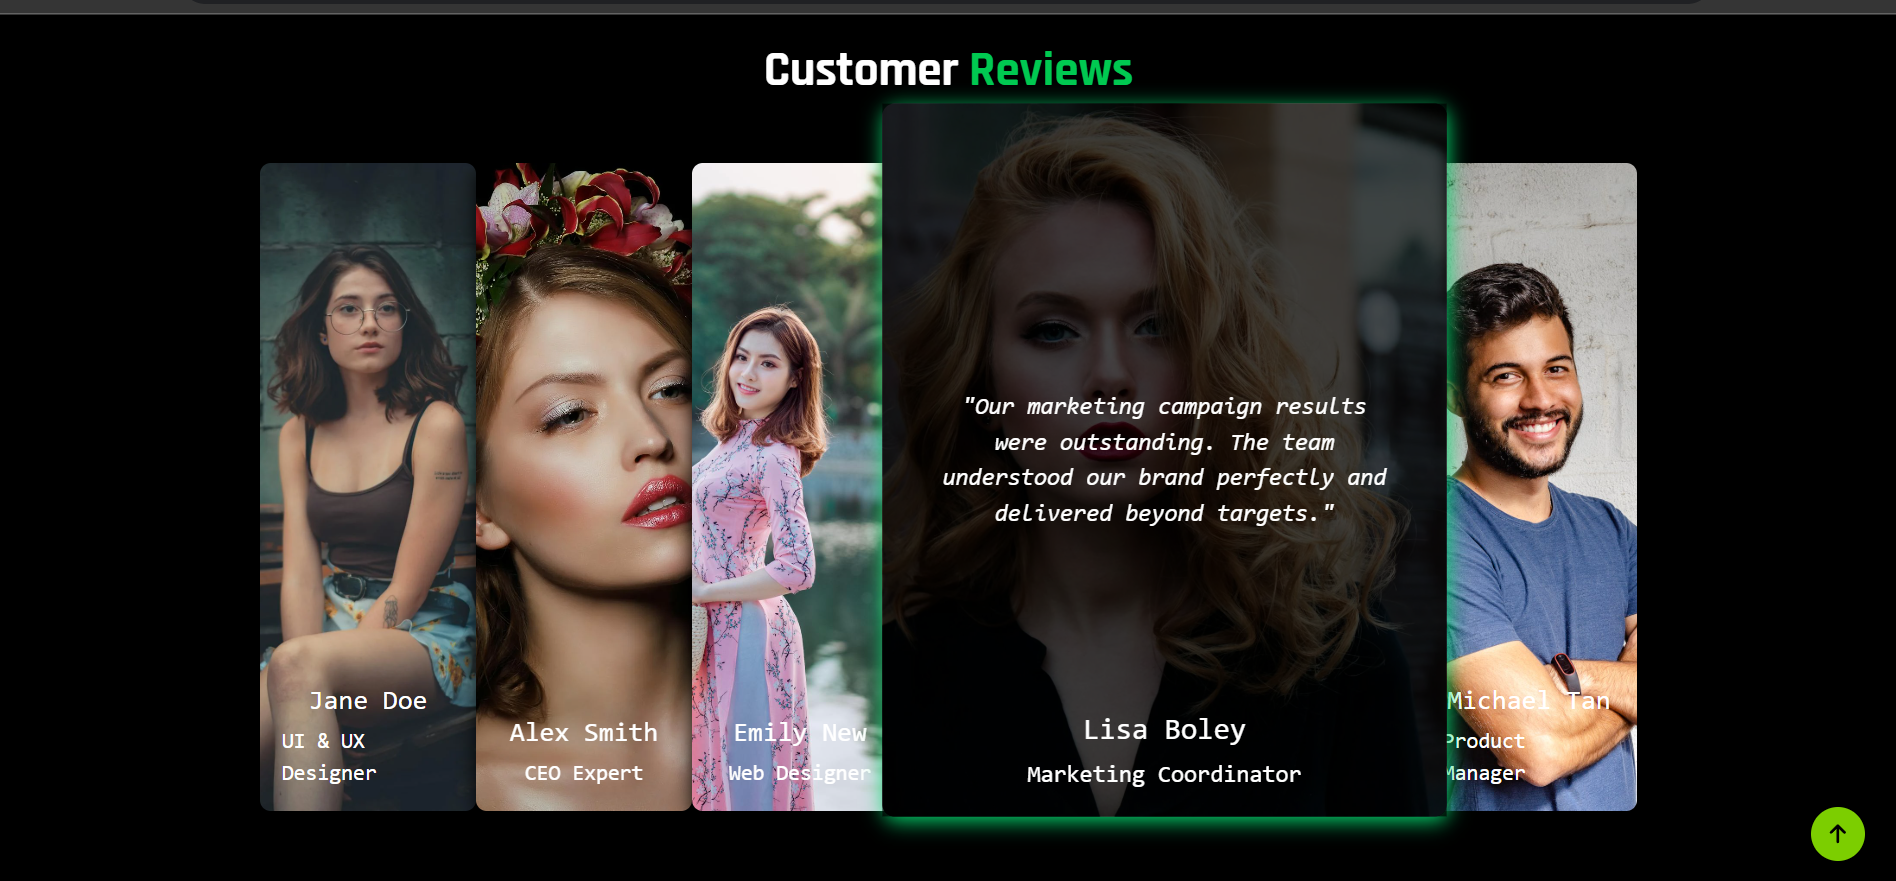 Customer Reviews
Jane Doe
UI & UX
Designer
Alex Smith
CEO Expert
Emily New
Web Designer
"Our marketing campaign results
were outstanding. The team
understood our brand perfectly and
delivered beyond targets."
Lisa Boley
Marketing Coordinator
Michael Tan
Product
Manager